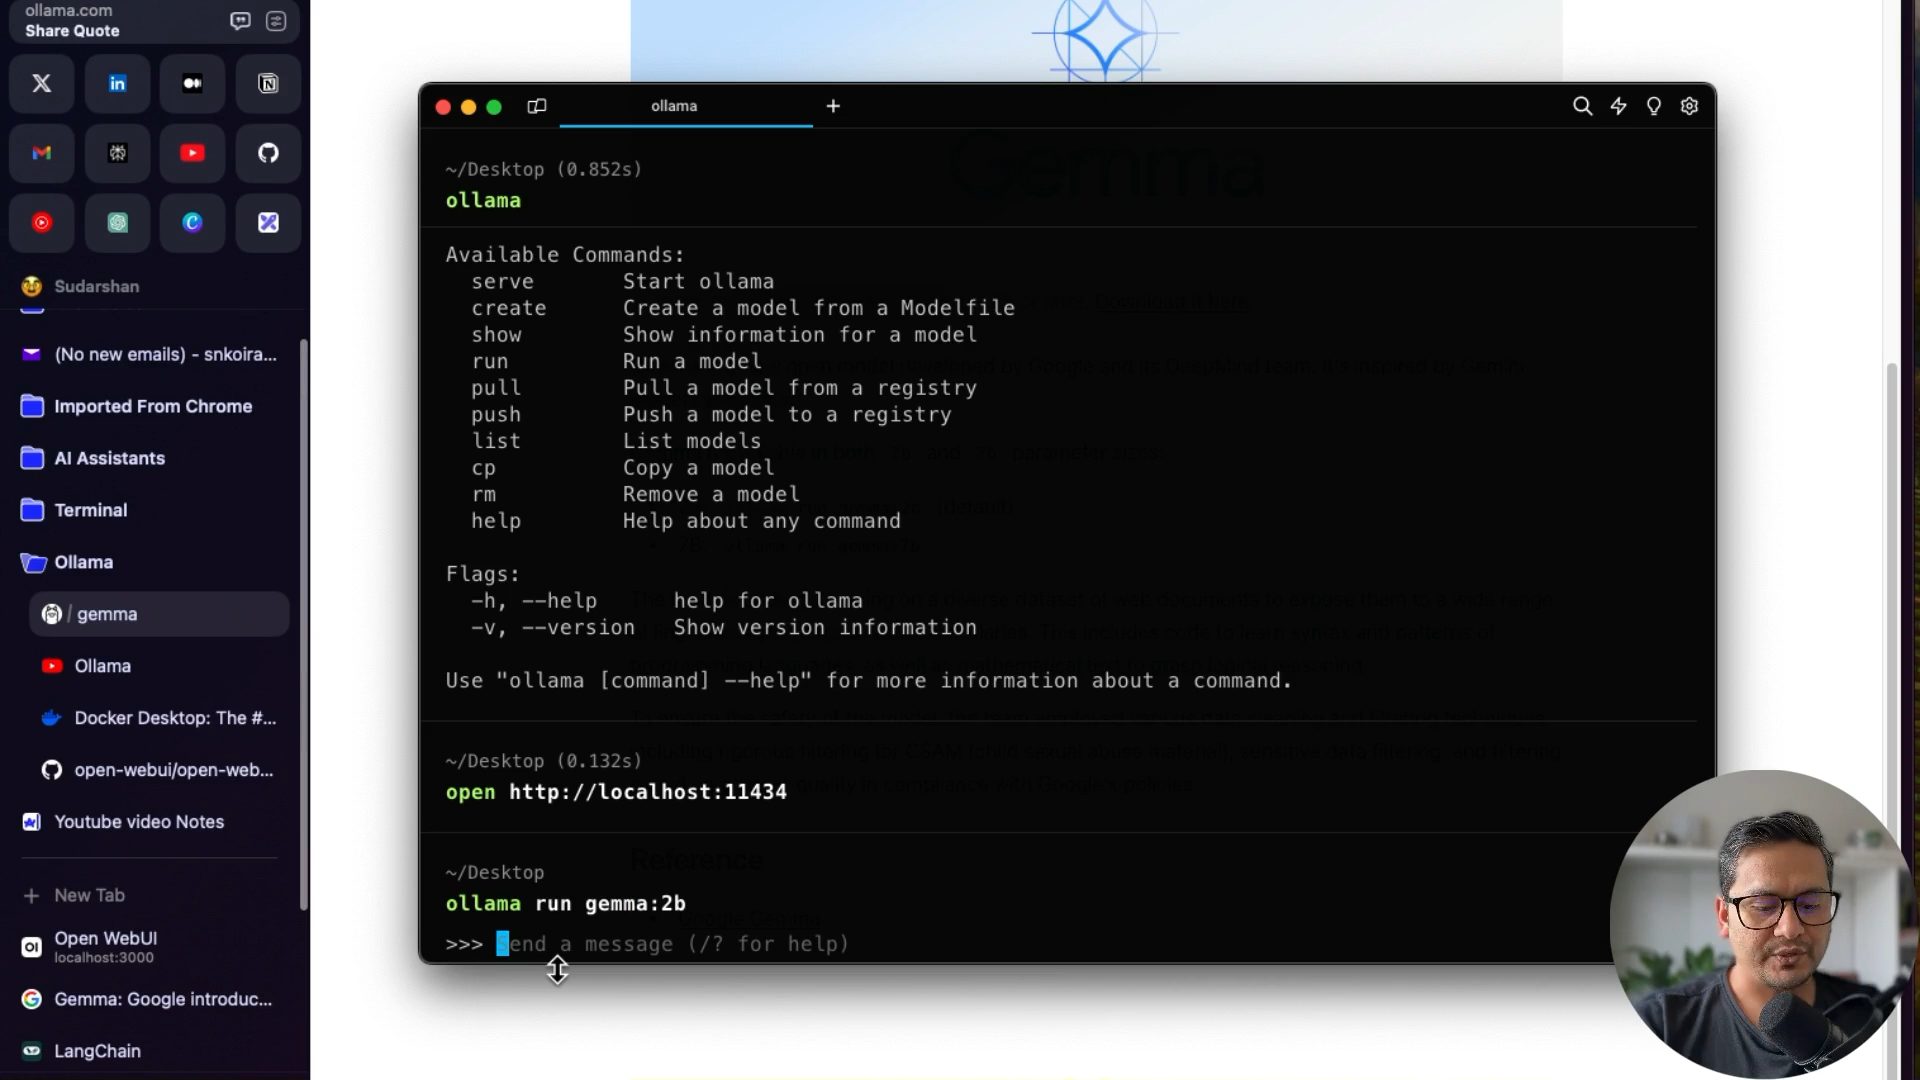 ollama.com
Share Quote
Sudarshan
(No new emails) - snkoira...
Imported From Chrome
AI Assistants
Terminal
Ollama
/ gemma
Ollama
Docker Desktop: The #...
open-webui/open-web...
Youtube video Notes
+ New Tab
Open WebUI
localhost:3000
Gemma: Google introduc...
LangChain
ollama
Gemma
~/Desktop (0.852s)
ollama
Available Commands:
serve Start ollama
create Create a model from a Modelfile
show Show information for a model
run Run a model
pull Pull a model from a registry
push Push a model to a registry
list List models
cp Copy a model
rm Remove a model
help Help about any command
Flags:
-h, --help help for ollama
-v, --version Show version information
Use "ollama [command] --help" for more information about a command.
~/Desktop (0.132s)
open http://localhost:11434
Reference
~/Desktop
ollama run gemma:2b
>>> Send a message (/? for help)